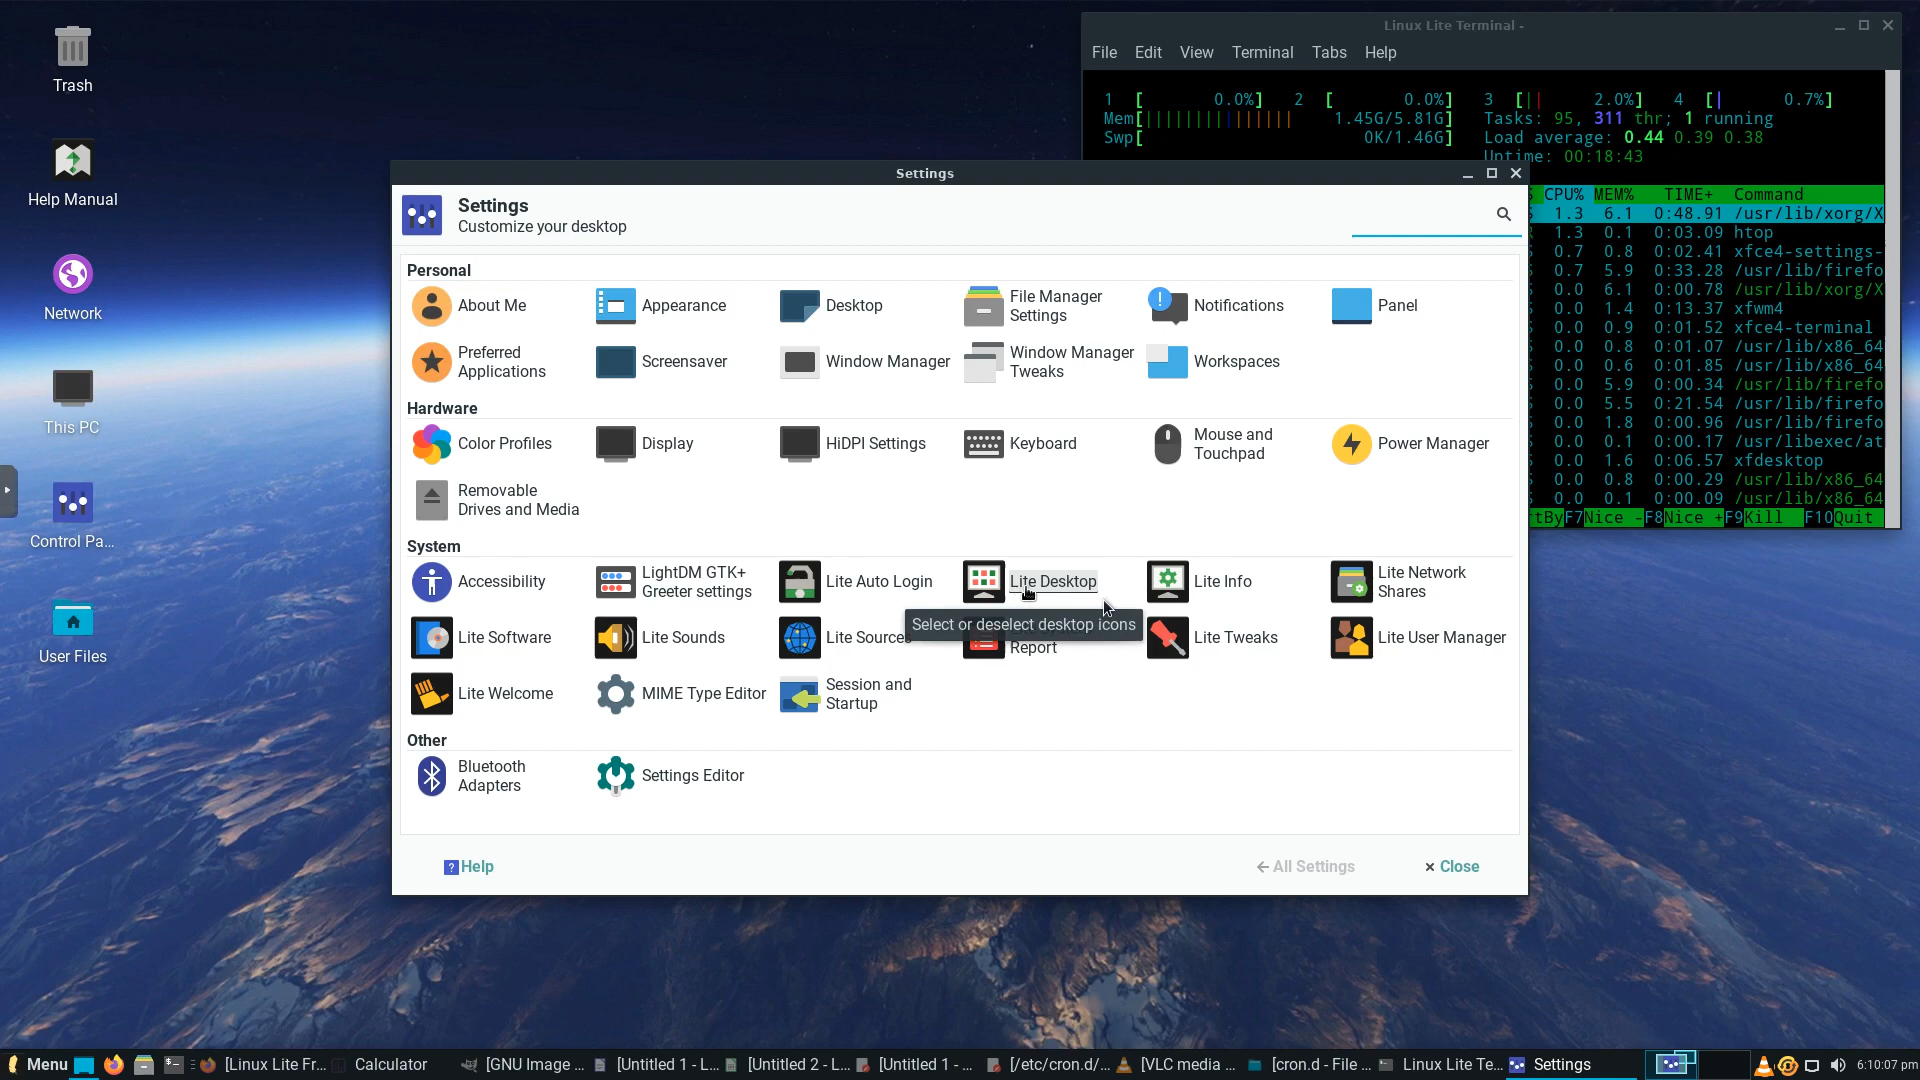 Trash
Help Manual
Network
This PC
Control Pa...
User Files
Linux Lite Terminal -
File Edit View Terminal Tabs Help
1 [ 0.0%] 2 [ 0.0%] 3 [|| 2.0%] 4 [| 0.7%]
Mem[|||||||||||||||| 1.45G/5.81G] Tasks: 95, 311 thr; 1 running
Swp[ 0K/1.46G] Load average: 0.44 0.39 0.38
Uptime: 00:18:43
CPU% MEM% TIME+ Command
1.3 6.1 0:48.91 /usr/lib/xorg/X
1.3 0.1 0:03.09 htop
0.7 0.8 0:02.41 xfce4-settings-
0.7 5.9 0:33.28 /usr/lib/firefo
0.0 6.1 0:00.78 /usr/lib/xorg/X
0.0 1.4 0:13.37 xfwm4
0.0 0.9 0:01.52 xfce4-terminal
0.0 0.8 0:01.07 /usr/lib/x86_64
0.0 0.6 0:01.85 /usr/lib/x86_64
0.0 5.9 0:00.34 /usr/lib/firefo
0.0 5.5 0:21.54 /usr/lib/firefo
0.0 1.8 0:00.96 /usr/lib/firefo
0.0 0.1 0:00.17 /usr/libexec/at
0.0 1.6 0:06.57 xfdesktop
0.0 0.8 0:00.29 /usr/lib/x86_64
0.0 0.1 0:00.09 /usr/lib/x86_64
rtByF7Nice -F8Nice +F9Kill F10Quit
Settings
Settings
Customize your desktop
Personal
About Me
Appearance
Desktop
File Manager
Settings
Notifications
Panel
Preferred
Applications
Screensaver
Window Manager
Window Manager
Tweaks
Workspaces
Hardware
Color Profiles
Display
HiDPI Settings
Keyboard
Mouse and
Touchpad
Power Manager
Removable
Drives and Media
System
Accessibility
LightDM GTK+
Greeter settings
Lite Auto Login
Lite Desktop
Lite Info
Lite Network
Shares
Select or deselect desktop icons
Lite Software
Lite Sounds
Lite Sources
Report
Lite Tweaks
Lite User Manager
Lite Welcome
MIME Type Editor
Session and
Startup
Other
Bluetooth
Adapters
Settings Editor
Help
All Settings
Close
Menu [Linux Lite Fr... Calculator [GNU Image ... [Untitled 1 - L... [Untitled 2 - L... [Untitled 1 - ... [/etc/cron.d/... [VLC media ... [cron.d - File ... Linux Lite Te... Settings 6:10:07 pm